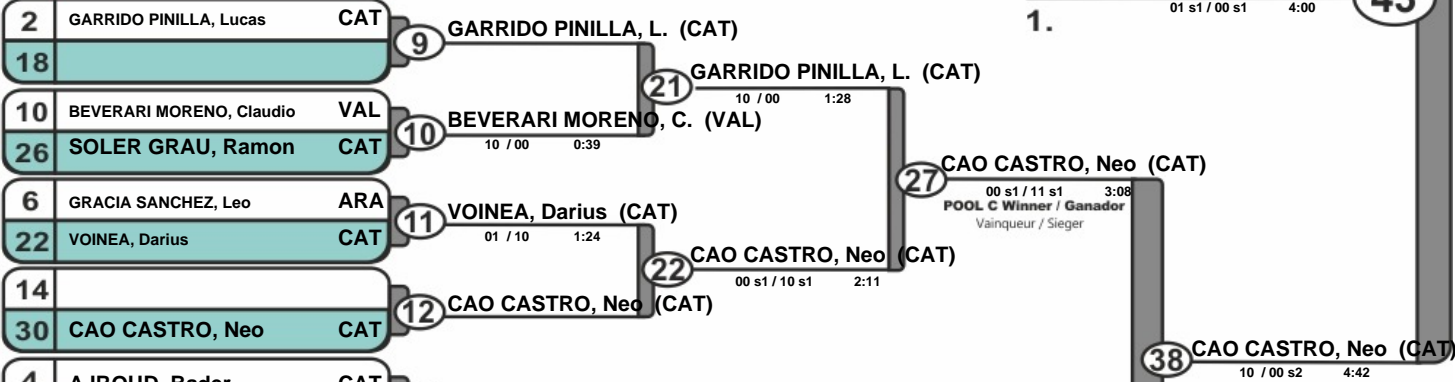 2 GARRIDO PINILLA, Lucas CAT
18
9 GARRIDO PINILLA, L. (CAT)
10 BEVERARI MORENO, Claudio VAL
26 SOLER GRAU, Ramon CAT
10 BEVERARI MORENO, C. (VAL)
10 / 00 0:39
21 GARRIDO PINILLA, L. (CAT)
10 / 00 1:28
6 GRACIA SANCHEZ, Leo ARA
22 VOINEA, Darius CAT
11 VOINEA, Darius (CAT)
01 / 10 1:24
14
30 CAO CASTRO, Neo CAT
12 CAO CASTRO, Neo (CAT)
22 CAO CASTRO, Neo (CAT)
00 s1 / 10 s1 2:11
27 CAO CASTRO, Neo (CAT)
00 s1 / 11 s1 3:08
POOL C Winner / Ganador
Vainqueur / Sieger
01 s1 / 00 s1 4:00
1.
38 CAO CASTRO, Neo (CAT)
10 / 00 s2 4:42